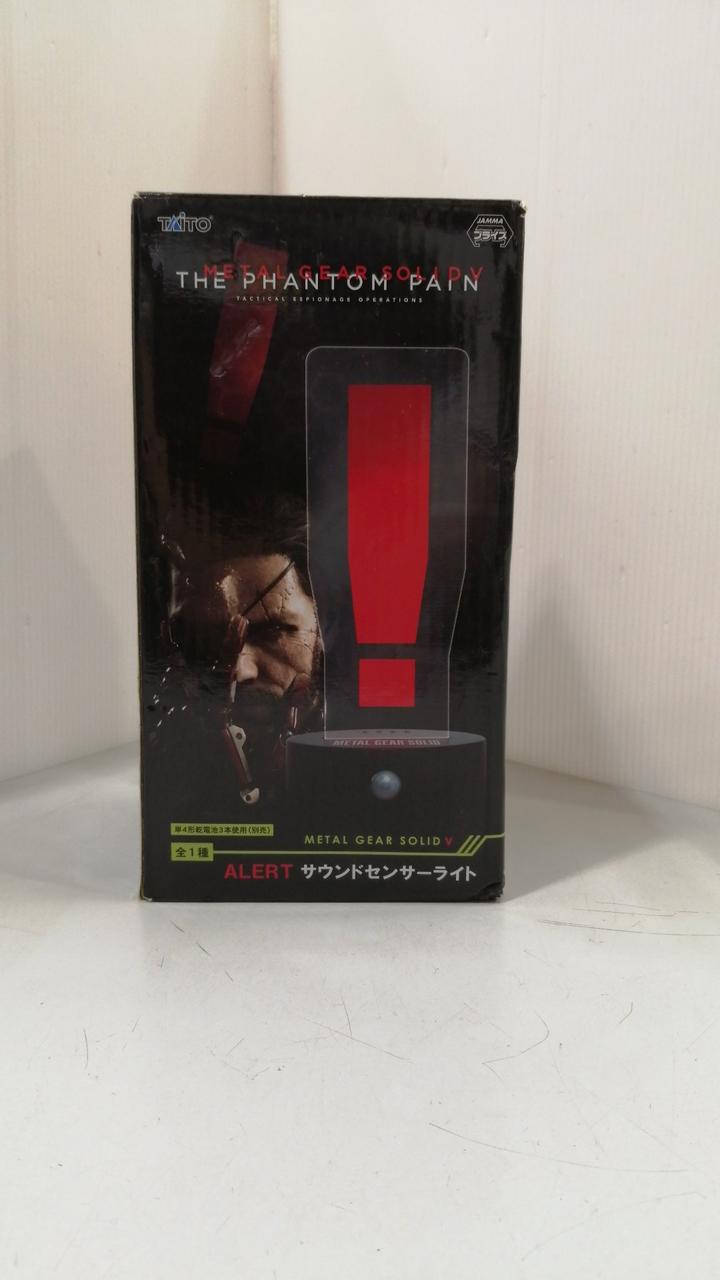 TAITO
JAMMA
プライズ
METAL GEAR SOLID V
THE PHANTOM PAIN
TACTICAL ESPIONAGE OPERATIONS
METAL GEAR SOLID
単4形乾電池3本使用(別売)
METAL GEAR SOLID V
全1種
ALERT サウンドセンサーライト